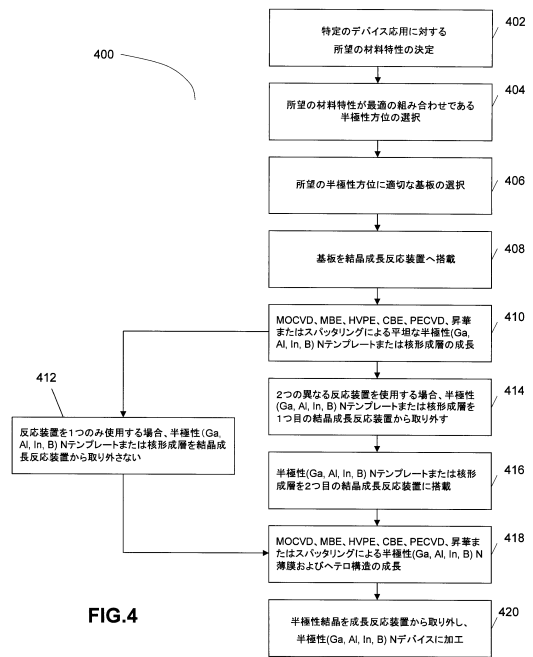 400
402
特定のデバイス応用に対する
所望の材料特性の決定
404
所望の材料特性が最適の組み合わせである
半極性方位の選択
406
所望の半極性方位に適切な基板の選択
408
基板を結晶成長反応装置へ搭載
410
MOCVD、MBE、HVPE、CBE、PECVD、昇華
またはスパッタリングによる平坦な半極性(Ga,
Al, In, B) Nテンプレートまたは核形成層の成長
412
反応装置を1つのみ使用する場合、半極性(Ga,
Al, In, B) Nテンプレートまたは核形成層を結晶成
長反応装置から取り外さない
414
2つの異なる反応装置を使用する場合、半極性
(Ga, Al, In, B) Nテンプレートまたは核形成層を
1つ目の結晶成長反応装置から取り外す
416
半極性(Ga, Al, In, B) Nテンプレートまたは核形
成層を2つ目の結晶成長反応装置に搭載
418
MOCVD、MBE、HVPE、CBE、PECVD、昇華ま
たはスパッタリングによる半極性(Ga, Al, In, B) N
薄膜およびヘテロ構造の成長
420
半極性結晶を成長反応装置から取り外し、
半極性(Ga, Al, In, B) Nデバイスに加工
FIG.4